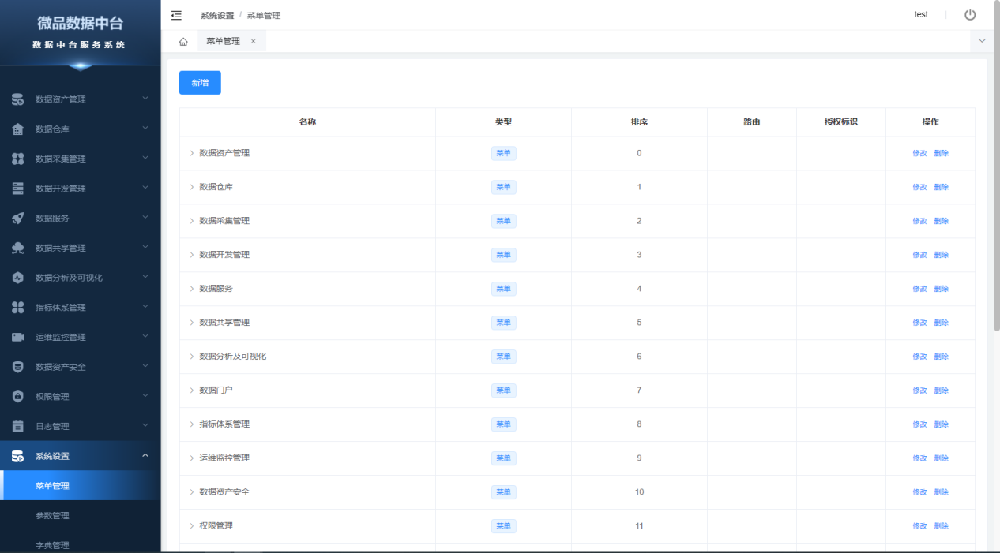 微品数据中台
数据中台服务系统
数据资产管理
数据仓库
数据采集管理
数据开发管理
数据服务
数据共享管理
数据分析及可视化
指标体系管理
运维监控管理
数据资产安全
权限管理
日志管理
系统设置
菜单管理
参数管理
字典管理
系统设置 / 菜单管理
test
菜单管理 ×
新增
名称 类型 排序 路由 授权标识 操作
数据资产管理 菜单 0 修改 删除
数据仓库 菜单 1 修改 删除
数据采集管理 菜单 2 修改 删除
数据开发管理 菜单 3 修改 删除
数据服务 菜单 4 修改 删除
数据共享管理 菜单 5 修改 删除
数据分析及可视化 菜单 6 修改 删除
数据门户 菜单 7 修改 删除
指标体系管理 菜单 8 修改 删除
运维监控管理 菜单 9 修改 删除
数据资产安全 菜单 10 修改 删除
权限管理 菜单 11 修改 删除